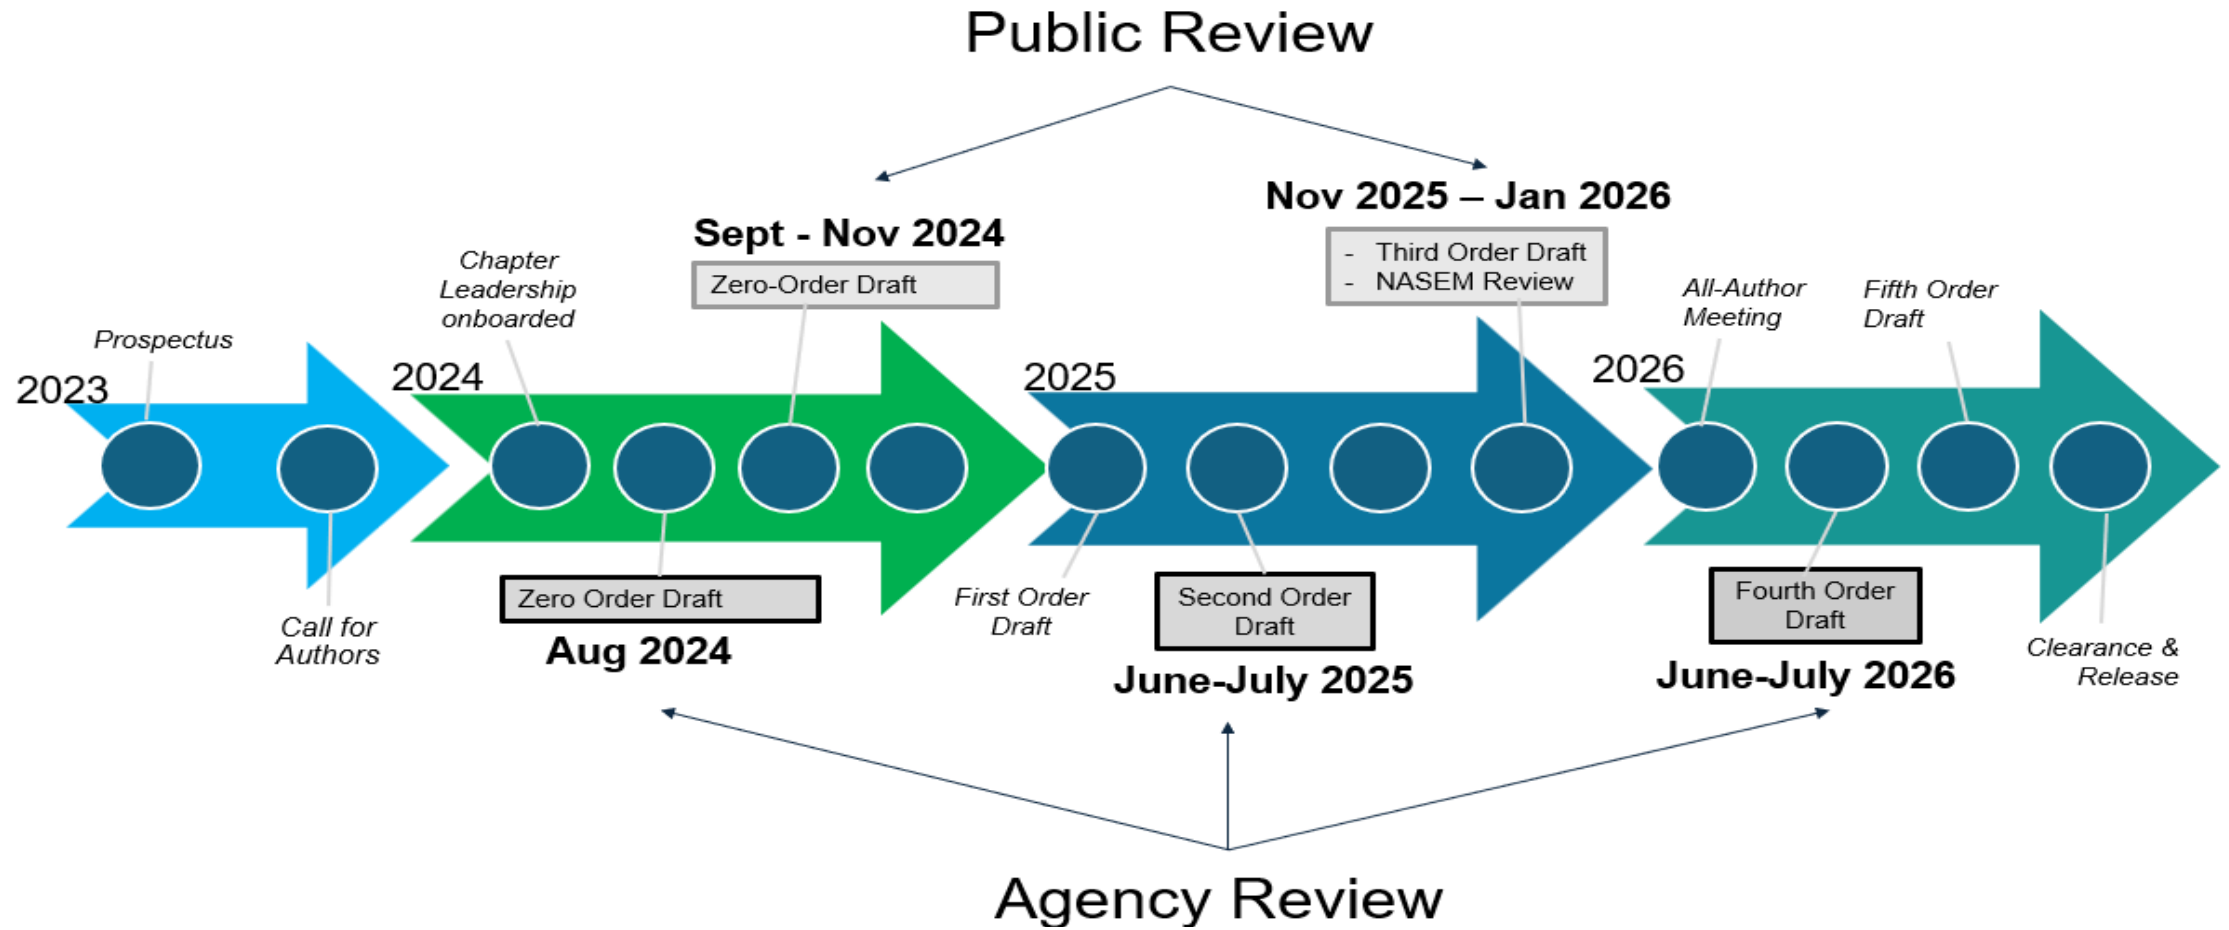 Public Review
Nov 2025 – Jan 2026
Sept - Nov 2024
- Third Order Draft
- NASEM Review
Zero-Order Draft
Chapter
Leadership
onboarded
All-Author
Meeting
Fifth Order
Draft
Prospectus
2023
2024
2025
2026
Call for
Authors
Zero Order Draft
Aug 2024
First Order
Draft
Second Order
Draft
June-July 2025
Fourth Order
Draft
June-July 2026
Clearance &
Release
Agency Review